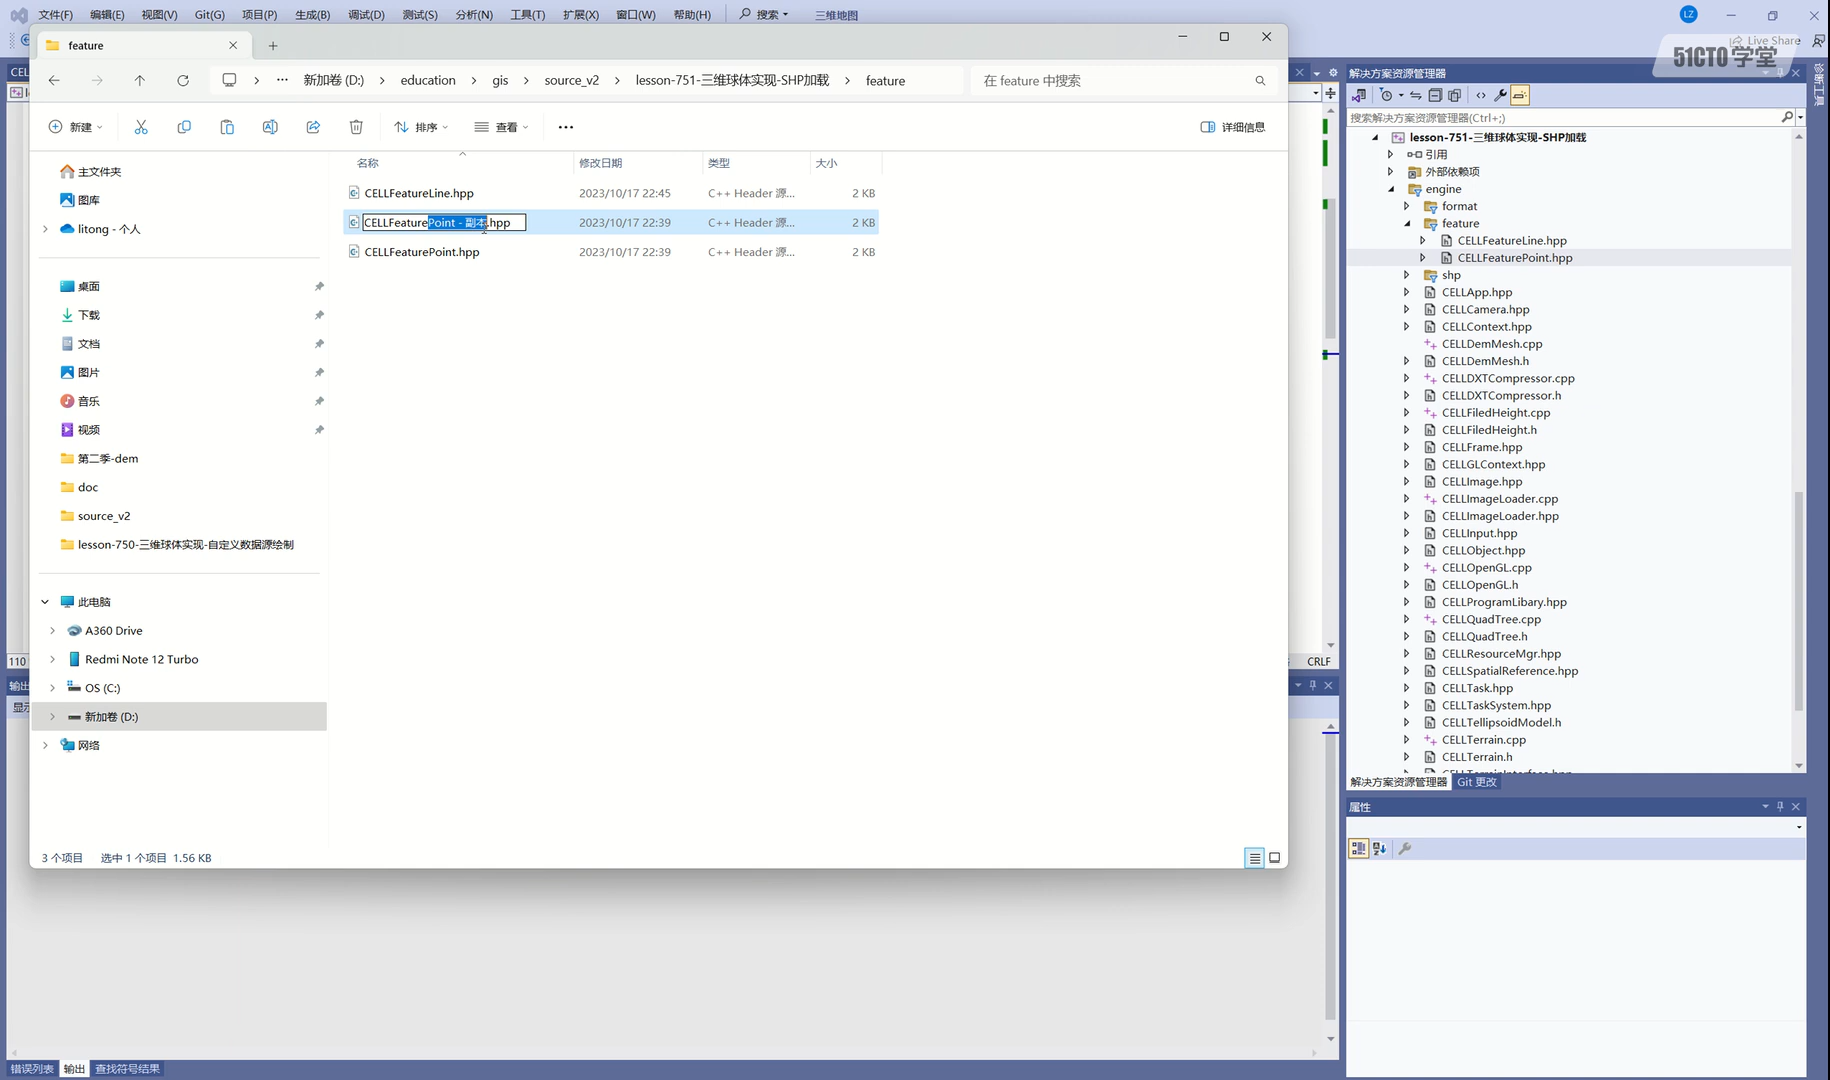 文件(F) 编辑(E) 视图(V) Git(G) 项目(P) 生成(B) 调试(D) 测试(S) 分析(N) 工具(T) 扩展(X) 窗口(W) 帮助(H) 搜索 三维地图 LZ
Live Share
51CTO学堂
feature
新加卷 (D:) education gis source_v2 lesson-751-三维球体实现-SHP加载 feature
在 feature 中搜索
新建 排序 查看 详细信息
名称 修改日期 类型 大小
CELLFeatureLine.hpp 2023/10/17 22:45 C++ Header 源... 2 KB
CELLFeaturePoint - 副本.hpp 2023/10/17 22:39 C++ Header 源... 2 KB
CELLFeaturePoint.hpp 2023/10/17 22:39 C++ Header 源... 2 KB
主文件夹
图库
litong - 个人
桌面
下载
文档
图片
音乐
视频
第二季-dem
doc
source_v2
lesson-750-三维球体实现-自定义数据源绘制
此电脑
A360 Drive
Redmi Note 12 Turbo
OS (C:)
新加卷 (D:)
网络
3 个项目 选中 1 个项目 1.56 KB
CEL
110
CRLF
输出
显示
错误列表 输出 查找符号结果
解决方案资源管理器
诊断工具
搜索解决方案资源管理器(Ctrl+;)
lesson-751-三维球体实现-SHP加载
引用
外部依赖项
engine
format
feature
CELLFeatureLine.hpp
CELLFeaturePoint.hpp
shp
CELLApp.hpp
CELLCamera.hpp
CELLContext.hpp
CELLDemMesh.cpp
CELLDemMesh.h
CELLDXTCompressor.cpp
CELLDXTCompressor.h
CELLFiledHeight.cpp
CELLFiledHeight.h
CELLFrame.hpp
CELLGLContext.hpp
CELLImage.hpp
CELLImageLoader.cpp
CELLImageLoader.hpp
CELLInput.hpp
CELLObject.hpp
CELLOpenGL.cpp
CELLOpenGL.h
CELLProgramLibary.hpp
CELLQuadTree.cpp
CELLQuadTree.h
CELLResourceMgr.hpp
CELLSpatialReference.hpp
CELLTask.hpp
CELLTaskSystem.hpp
CELLTellipsoidModel.h
CELLTerrain.cpp
CELLTerrain.h
CELLTerrainInterface.hpp
解决方案资源管理器 Git 更改
属性